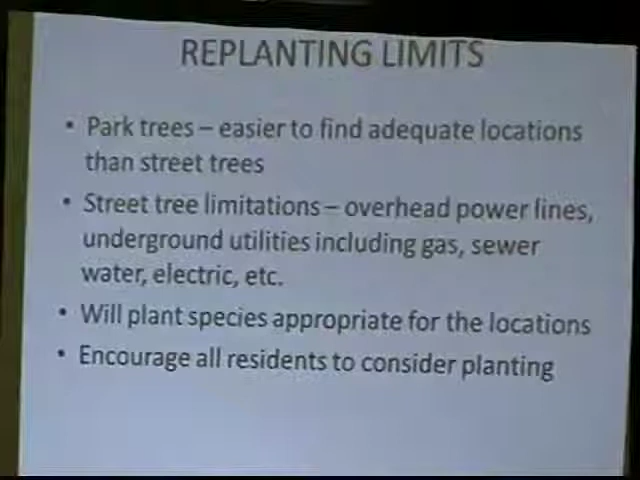 REPLANTING LIMITS
• Park trees – easier to find adequate locations
than street trees
• Street tree limitations – overhead power lines,
underground utilities including gas, sewer
water, electric, etc.
• Will plant species appropriate for the locations
• Encourage all residents to consider planting